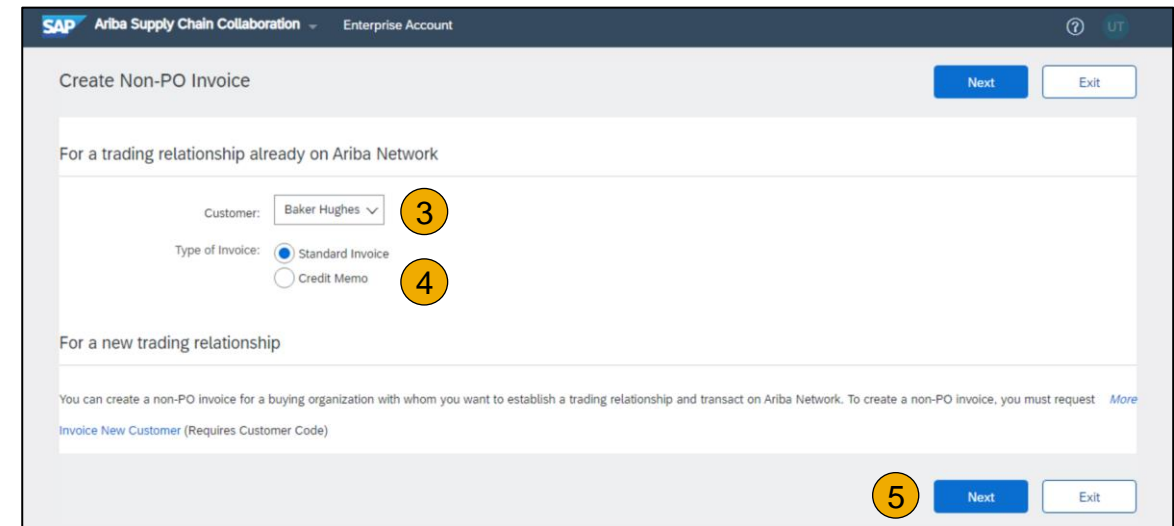 SAP Ariba Supply Chain Collaboration Enterprise Account ? UT
Create Non-PO Invoice Next Exit
For a trading relationship already on Ariba Network
Customer: Baker Hughes 3
Type of Invoice: Standard Invoice
Credit Memo 4
For a new trading relationship
You can create a non-PO invoice for a buying organization with whom you want to establish a trading relationship and transact on Ariba Network. To create a non-PO invoice, you must request More
Invoice New Customer (Requires Customer Code)
5 Next Exit